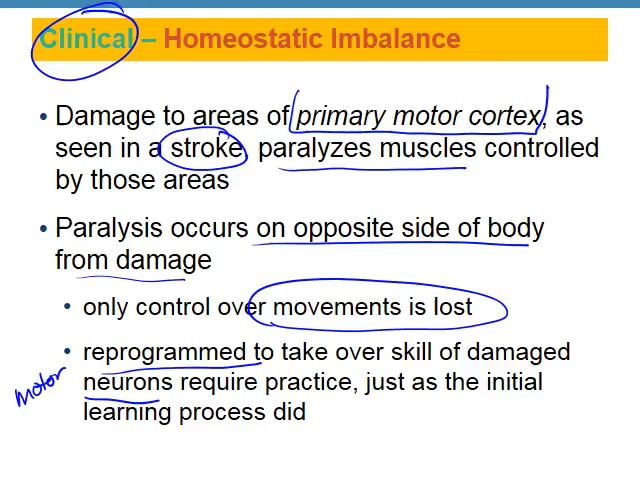 Clinical – Homeostatic Imbalance
• Damage to areas of primary motor cortex, as
seen in a stroke paralyzes muscles controlled
by those areas
• Paralysis occurs on opposite side of body
from damage
• only control over movements is lost
• reprogrammed to take over skill of damaged
motor neurons require practice, just as the initial
learning process did